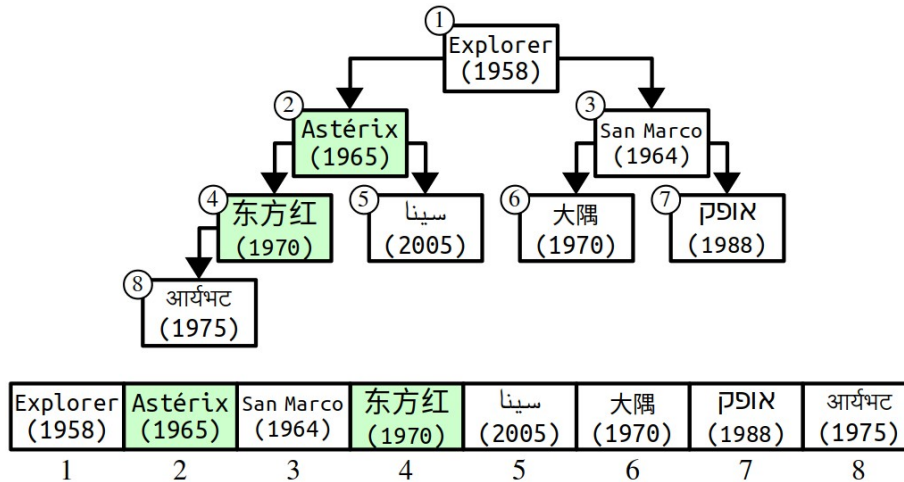 1
Explorer
(1958)
2
Astérix
(1965)
3
San Marco
(1964)
4
东方红
(1970)
5
سينا
(2005)
6
大隅
(1970)
7
אופק
(1988)
8
आर्यभट
(1975)
Explorer Astérix San Marco 东方红 سينا 大隅 אופק आर्यभट
(1958) (1965) (1964) (1970) (2005) (1970) (1988) (1975)
1 2 3 4 5 6 7 8